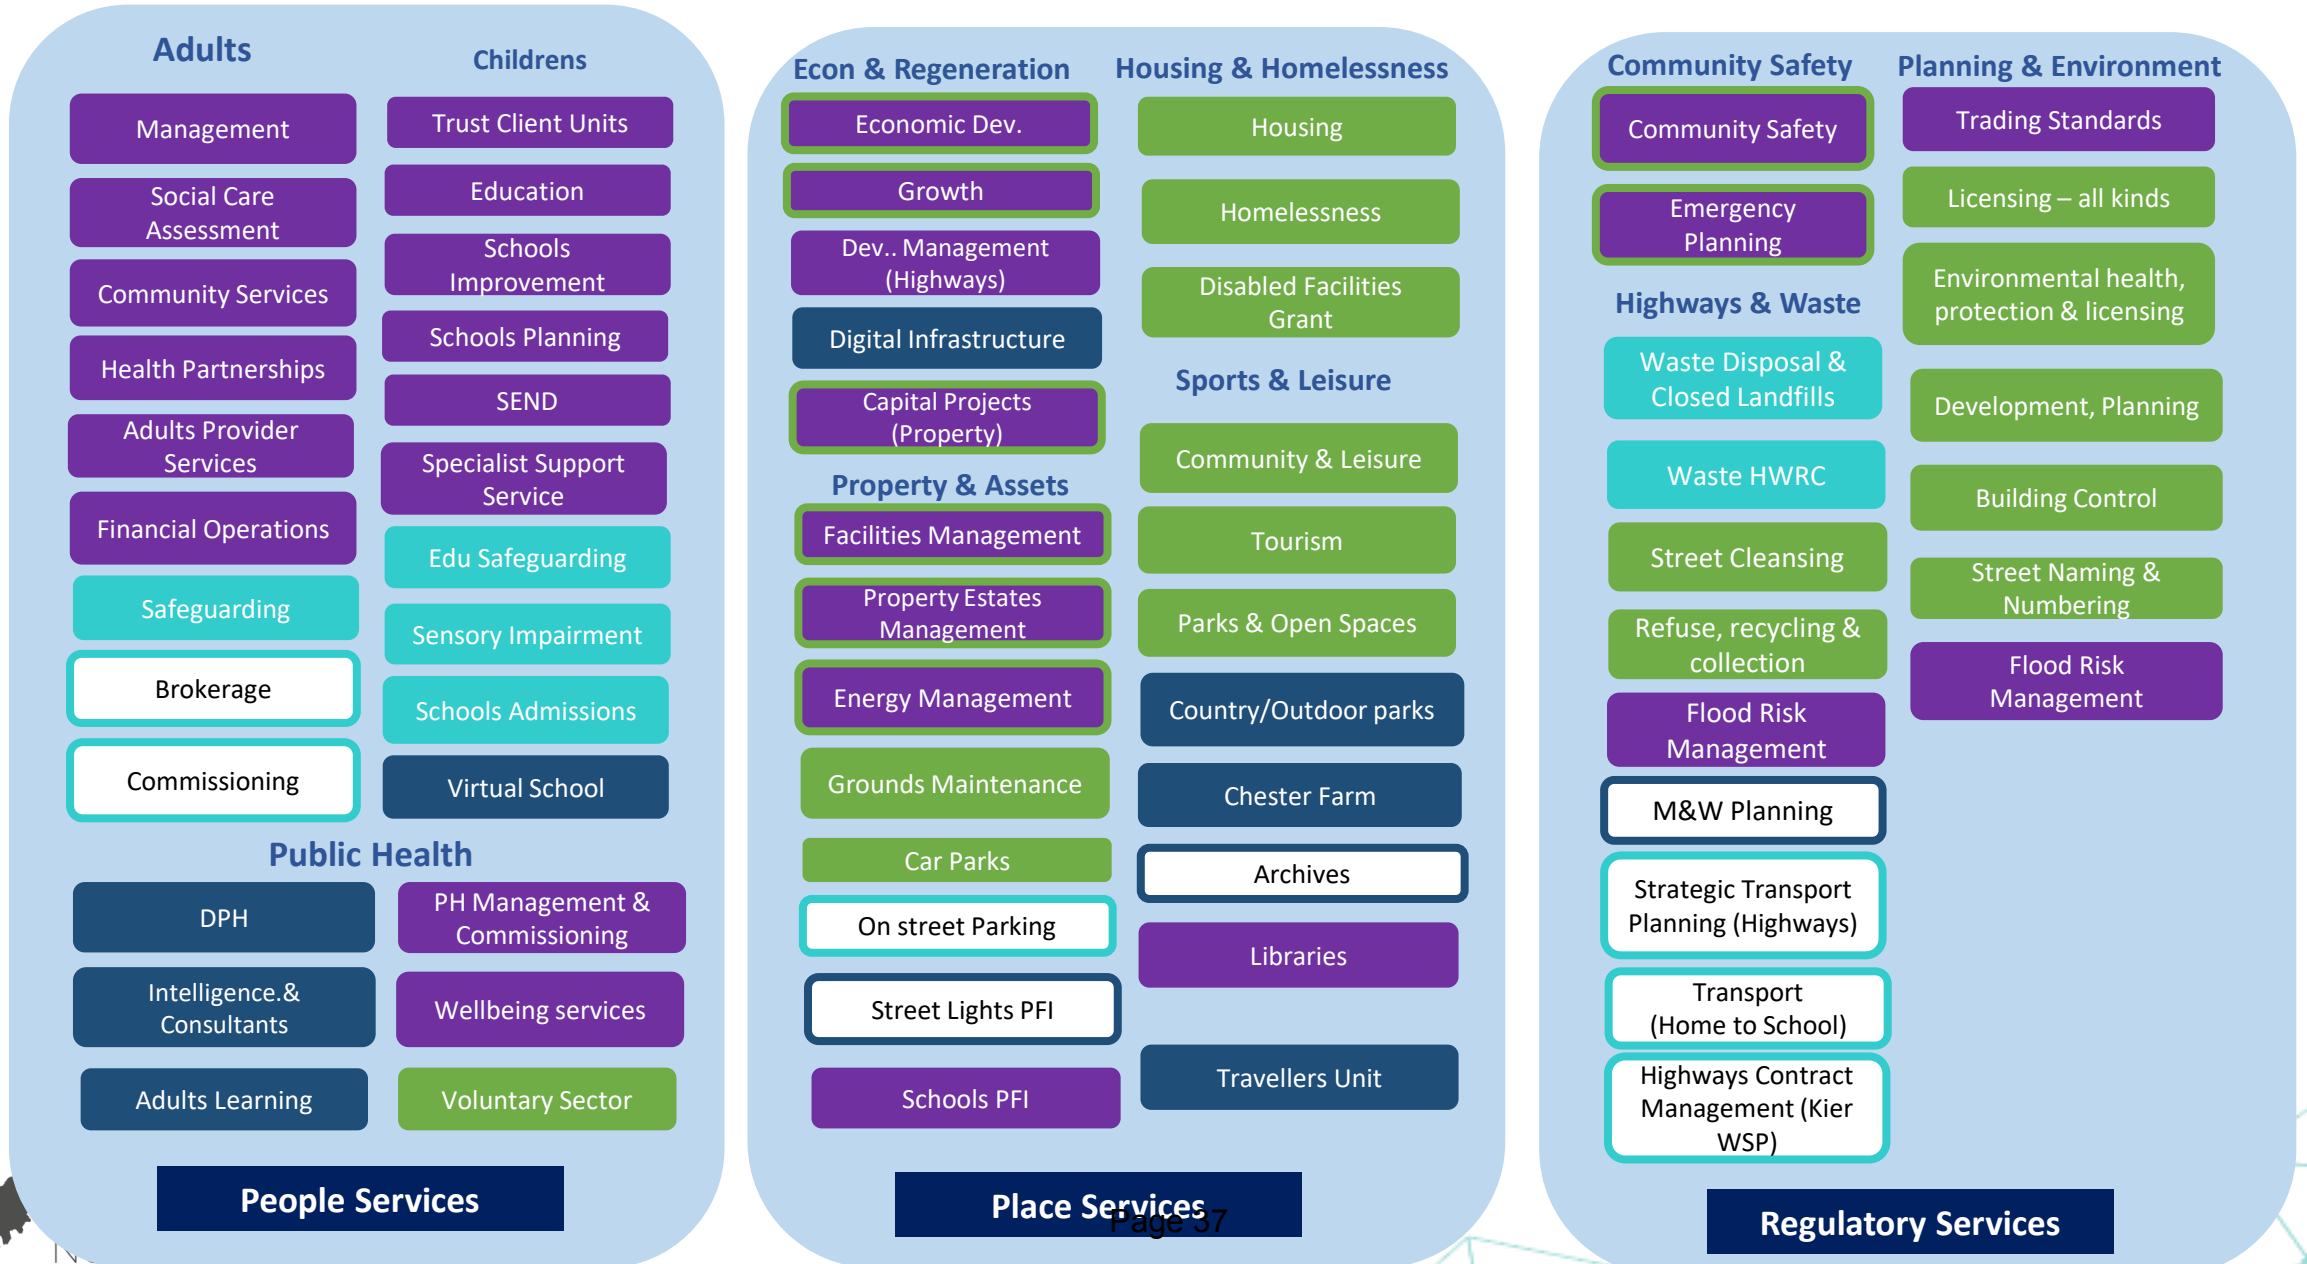 Adults
Management
Social Care
Assessment
Community Services
Health Partnerships
Adults Provider
Services
Financial Operations
Safeguarding
Brokerage
Commissioning
Childrens
Trust Client Units
Education
Schools
Improvement
Schools Planning
SEND
Specialist Support
Service
Edu Safeguarding
Sensory Impairment
Schools Admissions
Virtual School
Public Health
DPH
Intelligence.&
Consultants
Adults Learning
PH Management &
Commissioning
Wellbeing services
Voluntary Sector
People Services
Econ & Regeneration
Economic Dev.
Growth
Dev.. Management
(Highways)
Digital Infrastructure
Capital Projects
(Property)
Property & Assets
Facilities Management
Property Estates
Management
Energy Management
Grounds Maintenance
Car Parks
On street Parking
Street Lights PFI
Schools PFI
Housing & Homelessness
Housing
Homelessness
Disabled Facilities
Grant
Sports & Leisure
Community & Leisure
Tourism
Parks & Open Spaces
Country/Outdoor parks
Chester Farm
Archives
Libraries
Travellers Unit
Place Services
Page 37
Community Safety
Community Safety
Emergency
Planning
Highways & Waste
Waste Disposal &
Closed Landfills
Waste HWRC
Street Cleansing
Refuse, recycling &
collection
Flood Risk
Management
M&W Planning
Strategic Transport
Planning (Highways)
Transport
(Home to School)
Highways Contract
Management (Kier
WSP)
Planning & Environment
Trading Standards
Licensing – all kinds
Environmental health,
protection & licensing
Development, Planning
Building Control
Street Naming &
Numbering
Flood Risk
Management
Regulatory Services